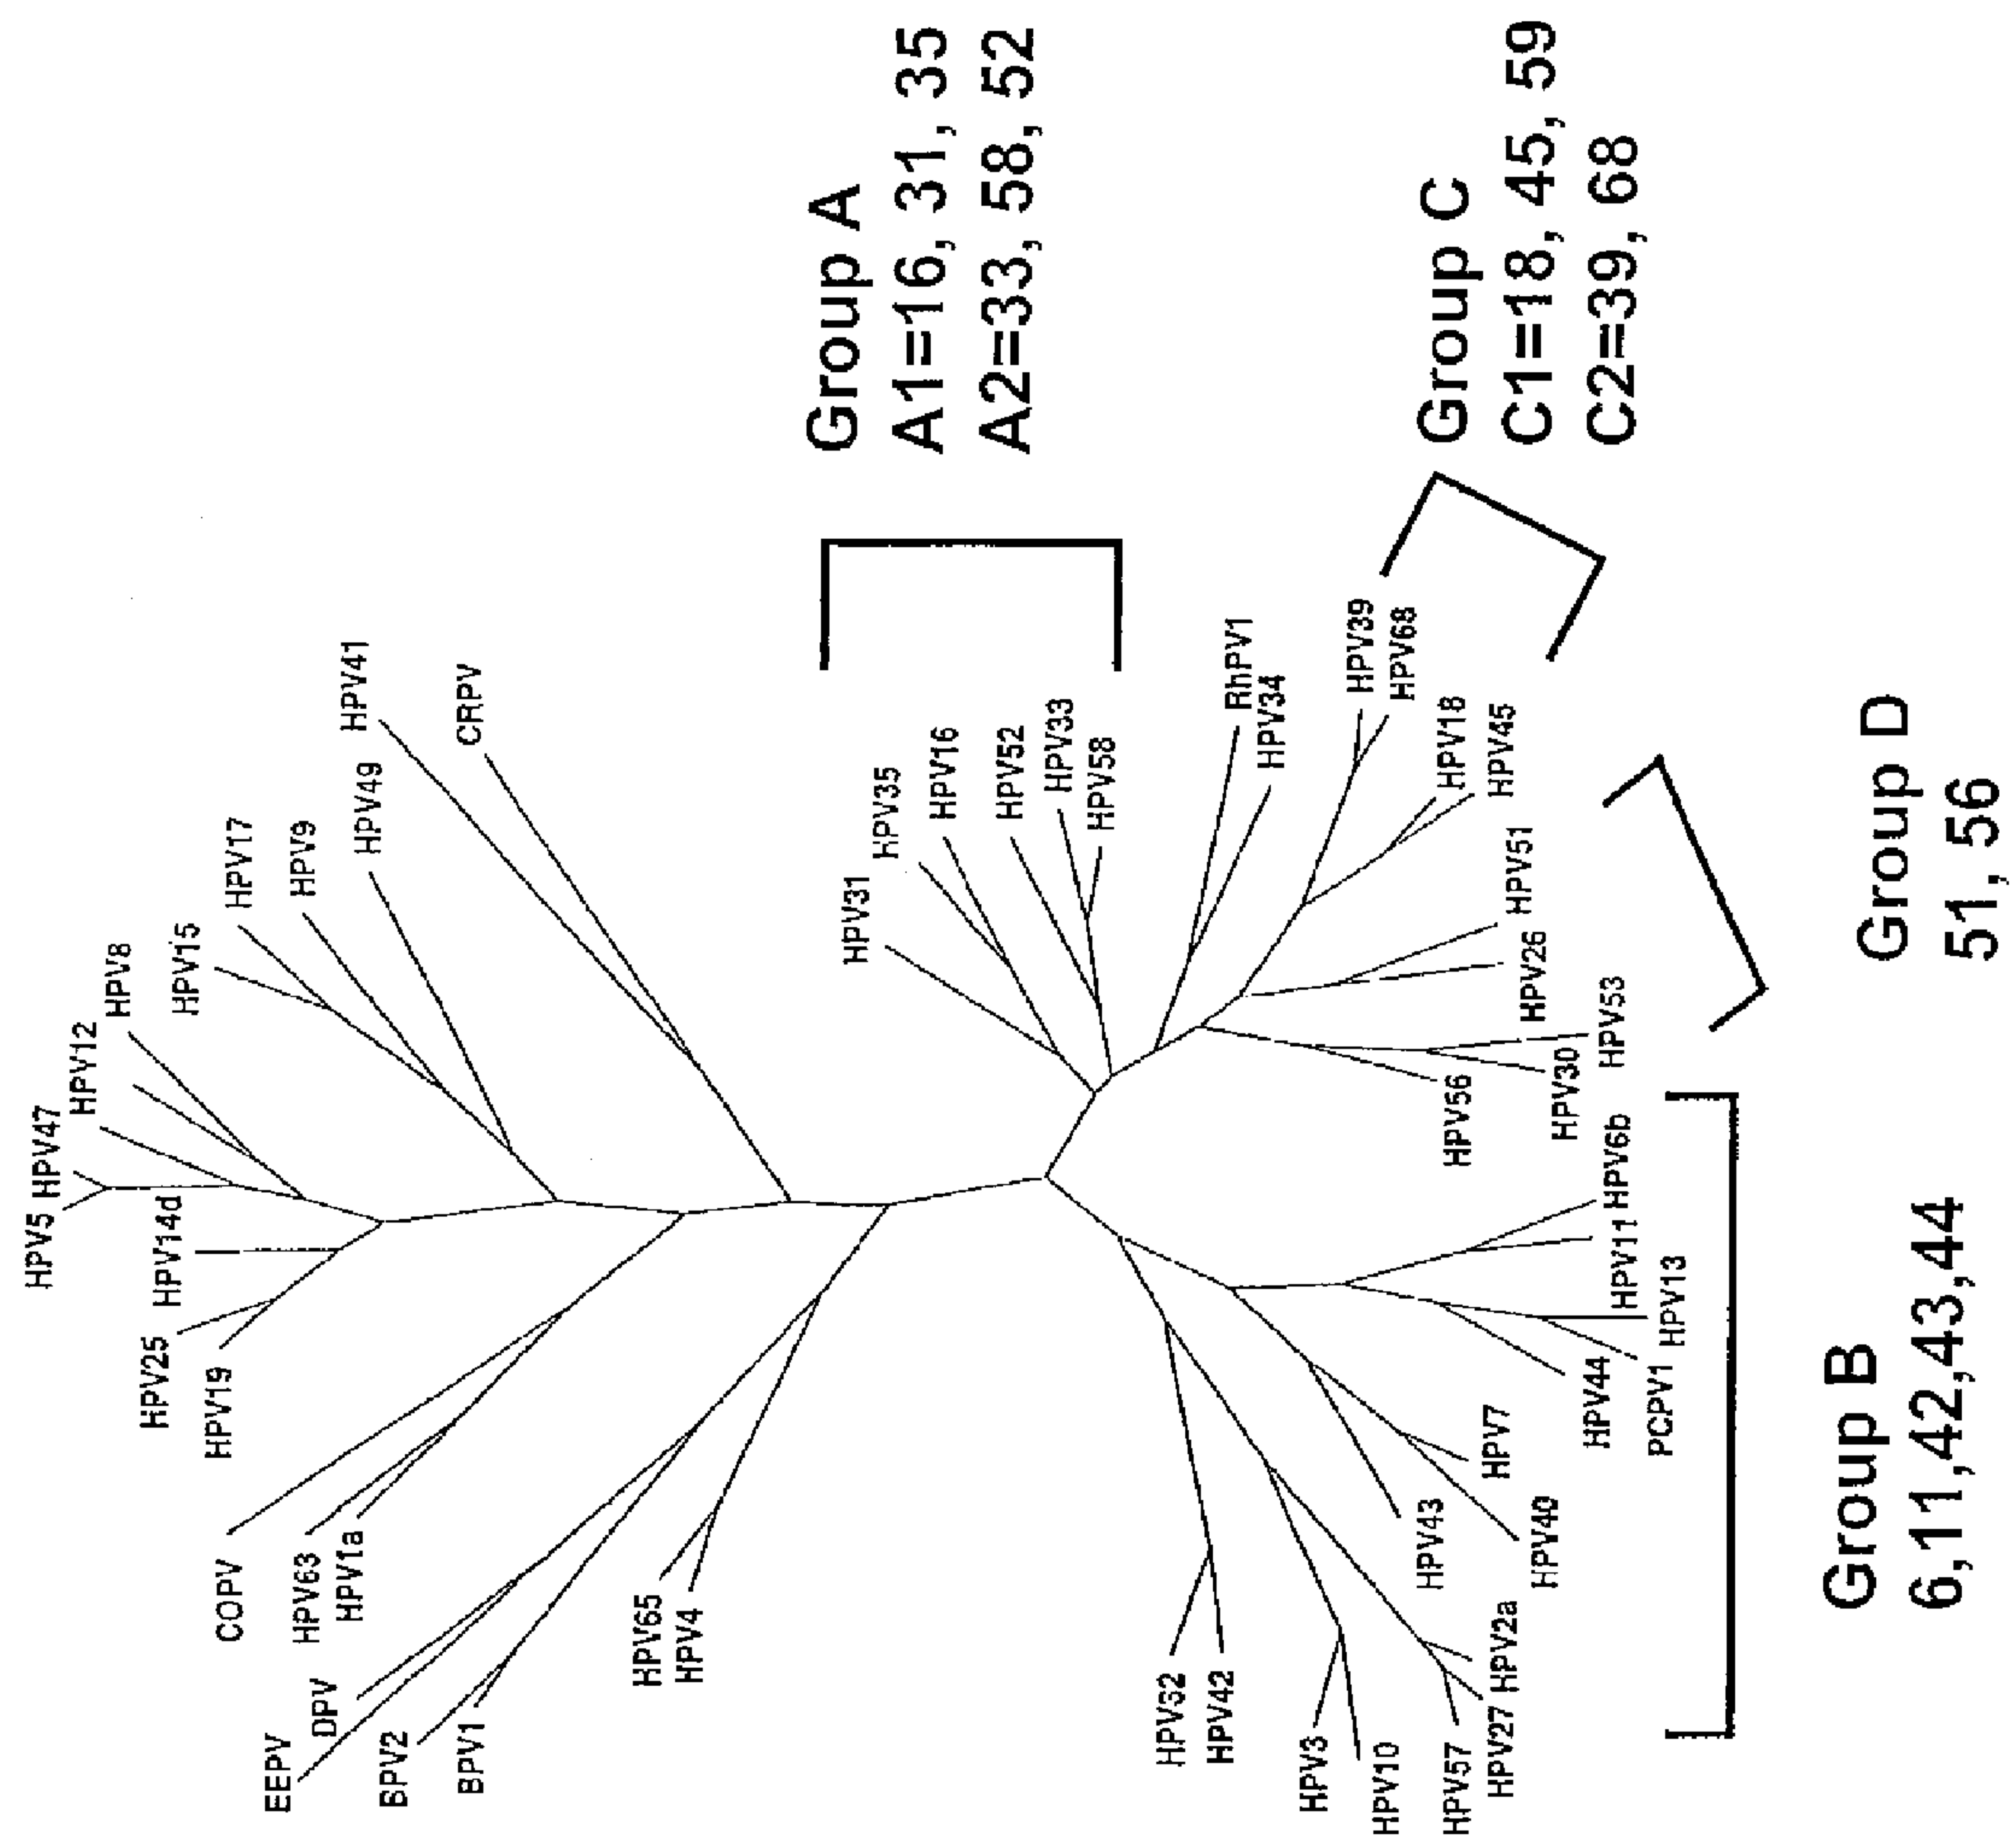 HPV5
HPV47
HPV12
HPV8
HPV25
HPV14d
HPV15
HPV19
COPV
HPV17
EEPV
HPV63
HPV9
DPV
HPV1a
HPV41
HPV49
BPV2
BPV1
CRPV
HPV65
HPV4
Group A
A1=16, 31, 35
A2=33, 58, 52
HPV31
HPV35
HPV16
HPV52
HPV33
HPV58
HPV32
HPV42
RhPV1
HPV34
HPV3
HPV39
HPV10
HPV68
HPV43
Group C
C1=18, 45, 59
C2=39, 68
HPV18
HPV57
HPV56
HPV27
HPV2a
HPV7
HPV45
HPV51
HPV26
HPV40
HPV30
HPV44
HPV53
HPV6b
HPV11
PCPV1
HPV13
Group B
6,11,42,43,44
Group D
51, 56